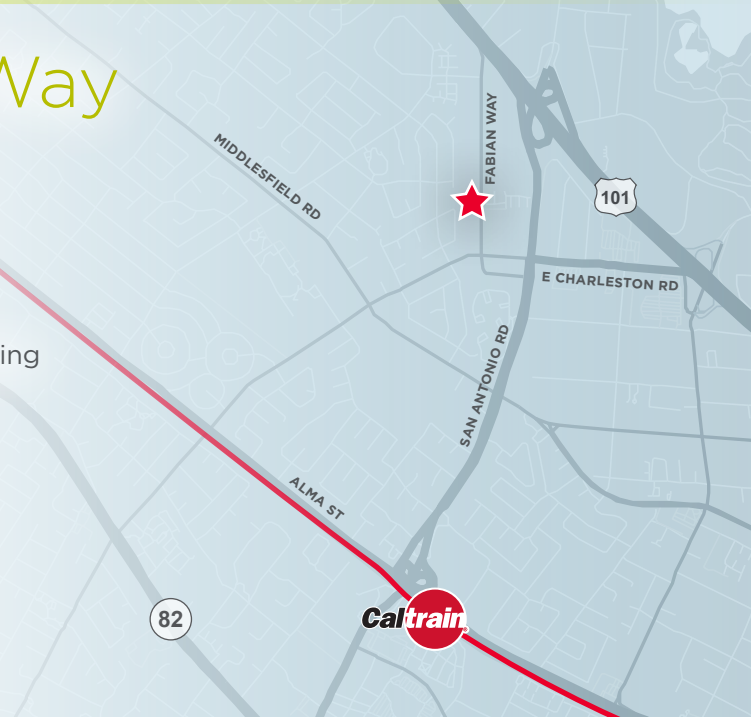 Way
MIDDLESFIELD RD
FABIAN WAY
101
E CHARLESTON RD
SAN ANTONIO RD
ing
ALMA ST
82
Caltrain®